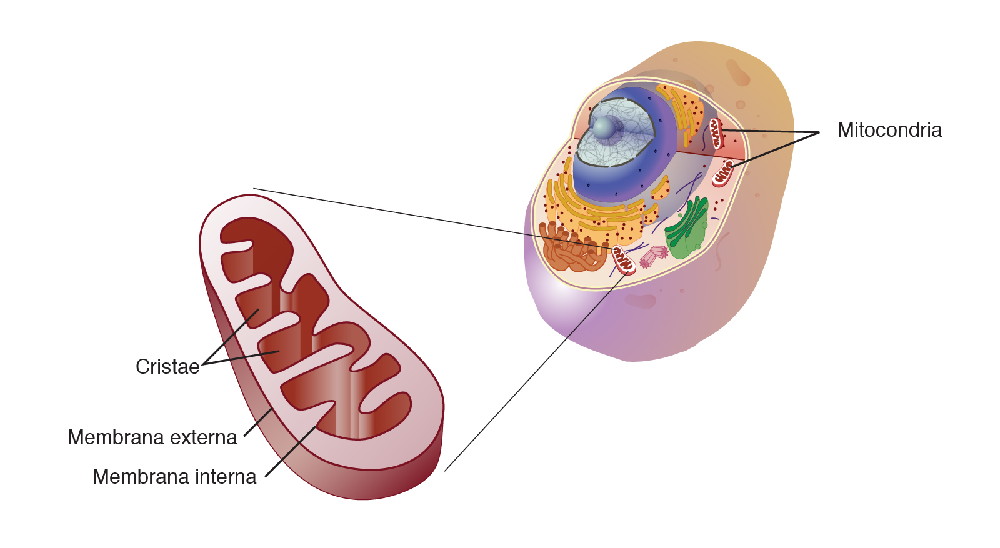 Mitocondria
Cristae
Membrana externa
Membrana interna